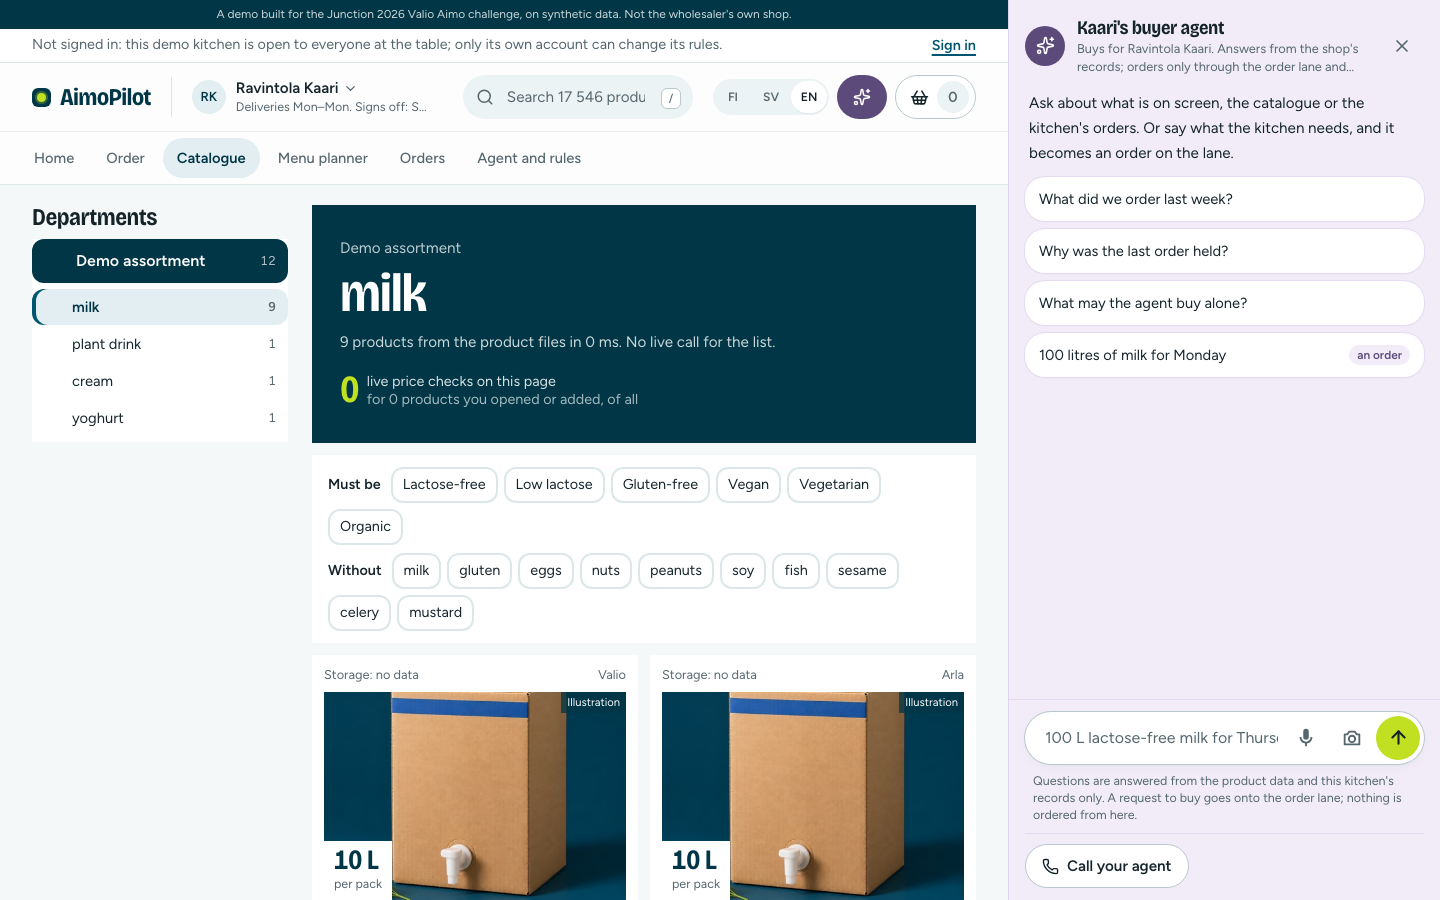 A demo built for the Junction 2026 Valio Aimo challenge, on synthetic data. Not the wholesaler's own shop.
Not signed in: this demo kitchen is open to everyone at the table; only its own account can change its rules.
Sign in
AimoPilot
RK
Ravintola Kaari
Deliveries Mon–Mon. Signs off: S...
Search 17 546 produ
/
FI
SV
EN
0
Home
Order
Catalogue
Menu planner
Orders
Agent and rules
Departments
Demo assortment 12
milk 9
plant drink 1
cream 1
yoghurt 1
Demo assortment
milk
9 products from the product files in 0 ms. No live call for the list.
0
live price checks on this page
for 0 products you opened or added, of all
Must be
Lactose-free
Low lactose
Gluten-free
Vegan
Vegetarian
Organic
Without
milk
gluten
eggs
nuts
peanuts
soy
fish
sesame
celery
mustard
Storage: no data
Valio
Illustration
10 L
per pack
Storage: no data
Arla
Illustration
10 L
per pack
Kaari's buyer agent
Buys for Ravintola Kaari. Answers from the shop's
records; orders only through the order lane and...
Ask about what is on screen, the catalogue or the
kitchen's orders. Or say what the kitchen needs, and it
becomes an order on the lane.
What did we order last week?
Why was the last order held?
What may the agent buy alone?
100 litres of milk for Monday
an order
100 L lactose-free milk for Thurs
Questions are answered from the product data and this kitchen's
records only. A request to buy goes onto the order lane; nothing is
ordered from here.
Call your agent